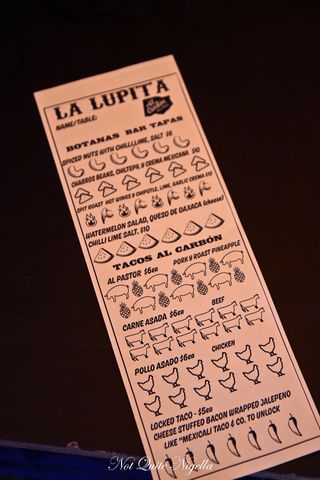 LA LUPITA
NAME/TABLE:
BOTANAS BAR TAPAS
SPICED NUTS WITH CHILLI,LIME, SALT $6
CHARROS BEANS, CHILTEPIL Y CREMA MEXICANA $10
SPIT ROAST HOT WINGS Y CHIPOTLE, LIME, GARLIC CREMA $10
WATERMELON SALAD, QUESO DE OAXACA (cheese)
CHILLI LIME SALT. $10
TACOS AL CARBÓN
AL PASTOR $6ea PORK Y ROAST PINEAPPLE
CARNE ASADA $6ea BEEF
POLLO ASADO $6ea CHICKEN
LOCKED TACO - $5ea
CHEESE STUFFED BACON WRAPPED JALEPENO
LIKE "MEXICALI TACO & CO. TO UNLOCK
Not Quite Nigella